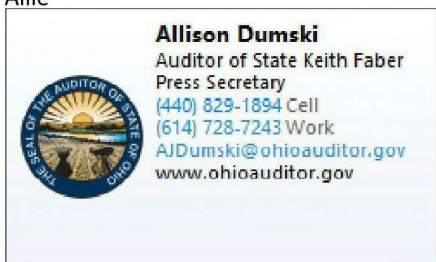 Allie
Allison Dumski
Auditor of State Keith Faber
Press Secretary
(440) 829-1894 Cell
(614) 728-7243 Work
AJDumski@ohioauditor.gov
www.ohioauditor.gov
THE SEAL OF THE AUDITOR OF STATE OF OHIO